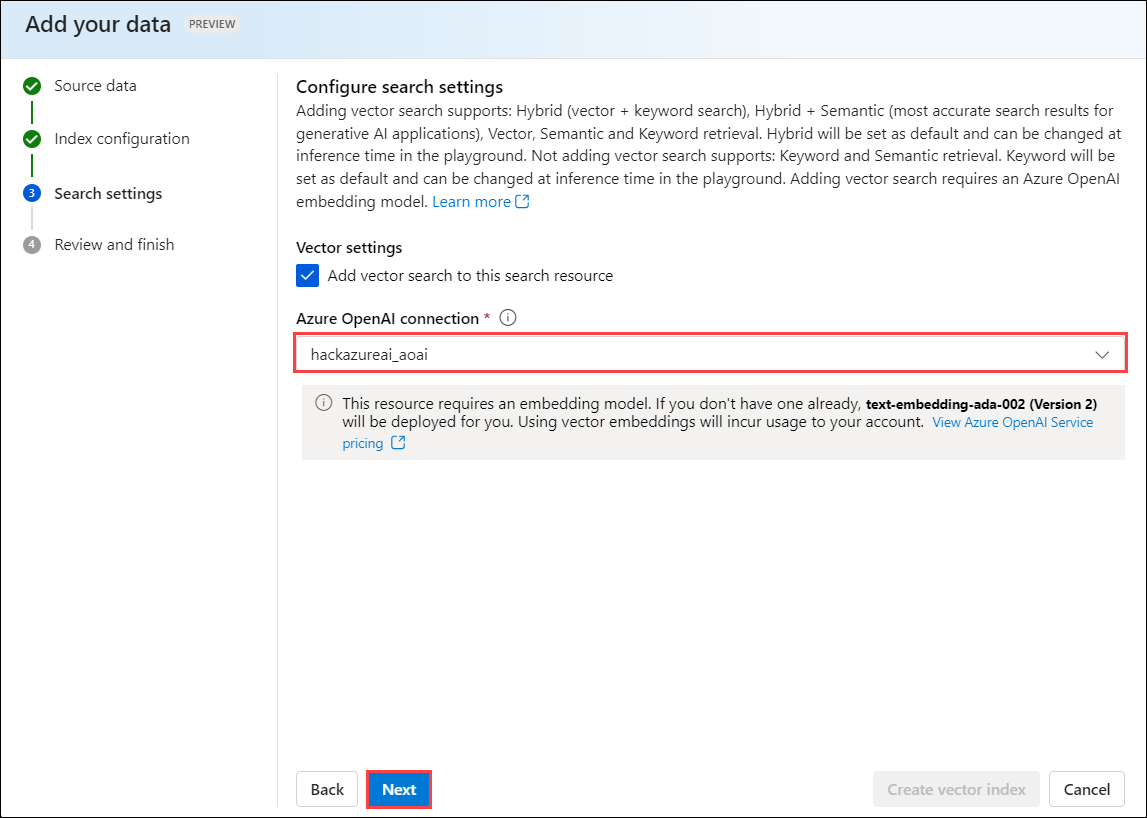 Add your data PREVIEW
Source data
Index configuration
3 Search settings
4 Review and finish
Configure search settings
Adding vector search supports: Hybrid (vector + keyword search), Hybrid + Semantic (most accurate search results for
generative AI applications), Vector, Semantic and Keyword retrieval. Hybrid will be set as default and can be changed at
inference time in the playground. Not adding vector search supports: Keyword and Semantic retrieval. Keyword will be
set as default and can be changed at inference time in the playground. Adding vector search requires an Azure OpenAI
embedding model. Learn more
Vector settings
Add vector search to this search resource
Azure OpenAI connection *
hackazureai_aoai
This resource requires an embedding model. If you don't have one already, text-embedding-ada-002 (Version 2)
will be deployed for you. Using vector embeddings will incur usage to your account. View Azure OpenAI Service
pricing
Back Next Create vector index Cancel